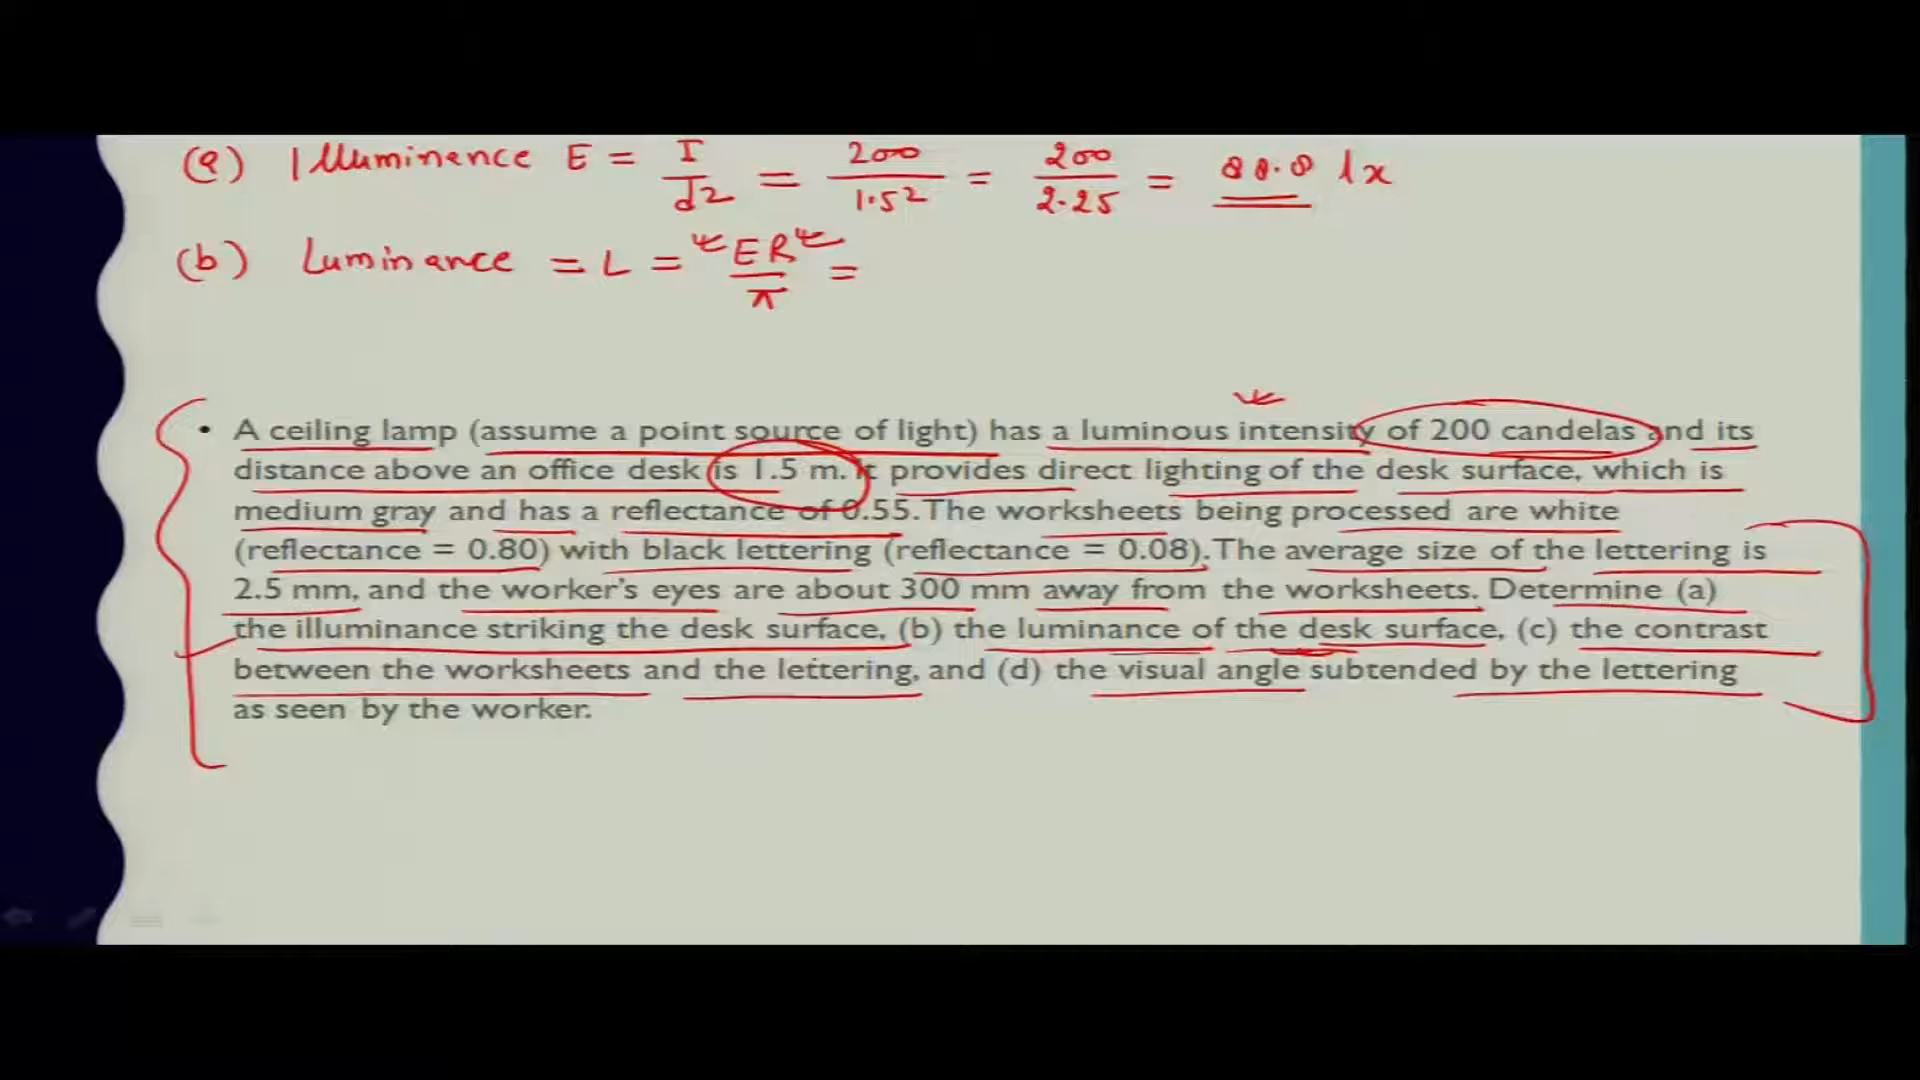 (a) Illuminance E = I/d2 = 200/1.5² = 200/2.25 = 88.8 lx
(b) Luminance = L = ER/π =
• A ceiling lamp (assume a point source of light) has a luminous intensity of 200 candelas and its
distance above an office desk is 1.5 m. It provides direct lighting of the desk surface, which is
medium gray and has a reflectance of 0.55. The worksheets being processed are white
(reflectance = 0.80) with black lettering (reflectance = 0.08). The average size of the lettering is
2.5 mm, and the worker's eyes are about 300 mm away from the worksheets. Determine (a)
the illuminance striking the desk surface, (b) the luminance of the desk surface, (c) the contrast
between the worksheets and the lettering, and (d) the visual angle subtended by the lettering
as seen by the worker.